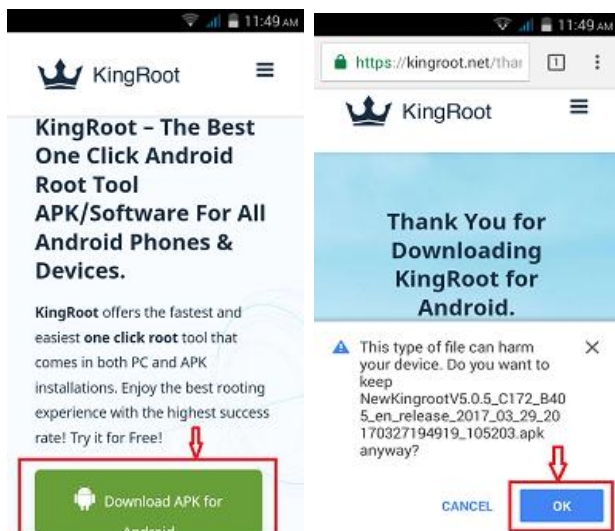 11:49 AM
KingRoot
KingRoot – The Best
One Click Android
Root Tool
APK/Software For All
Android Phones &
Devices.
KingRoot offers the fastest and
easiest one click root tool that
comes in both PC and APK
installations. Enjoy the best rooting
experience with the highest success
rate! Try it for Free!
Download APK for
Android
11:49 AM
https://kingroot.net/than
1
KingRoot
Thank You for
Downloading
KingRoot for
Android.
This type of file can harm
your device. Do you want to
keep
NewKingrootV5.0.5_C172_B40
5_en_release_2017_03_29_20
170327194919_105203.apk
anyway?
CANCEL
OK